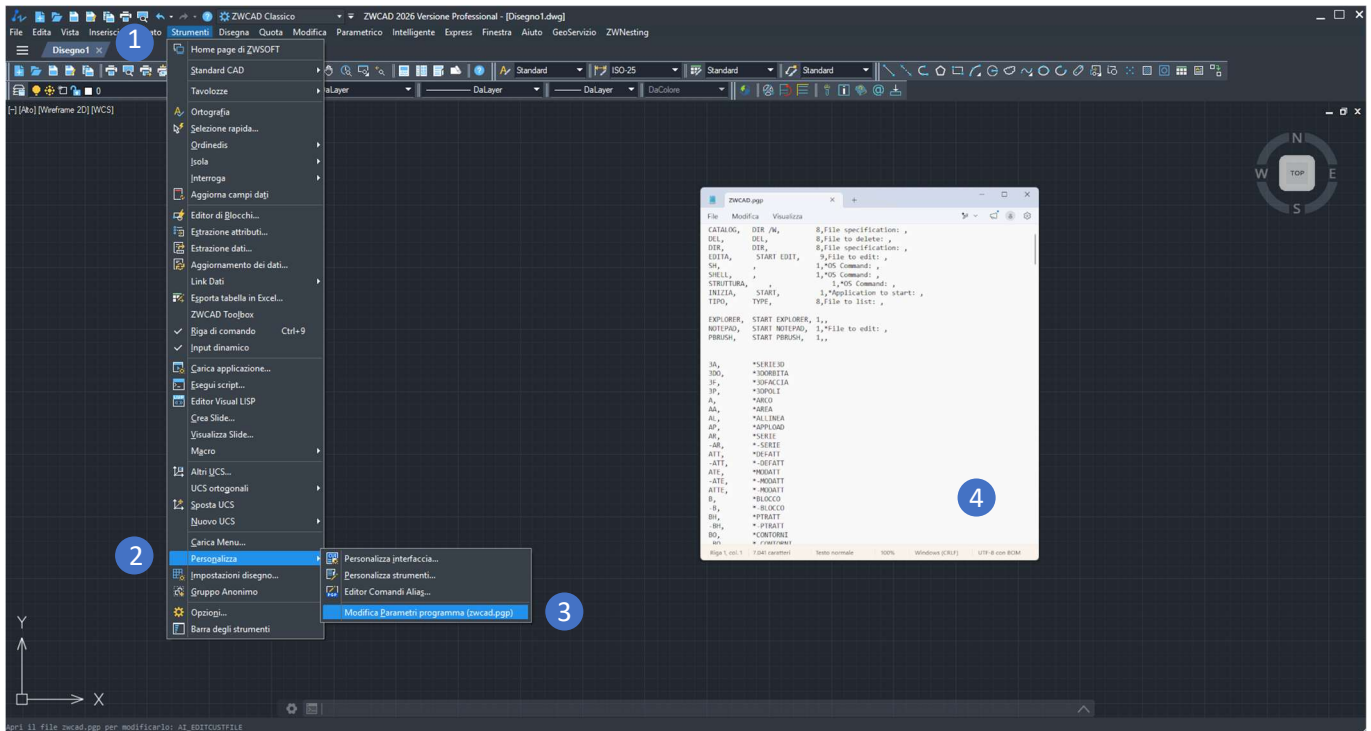 ZWCAD Classico
ZWCAD 2026 Versione Professional - [Disegno1.dwg]
File Edita Vista Strumenti Disegna Quota Modifica Parametrico Intelligente Express Finestra Aiuto GeoServizio ZWNesting
1
Disegno1
Standard ISO-25 Standard Standard
0
DaLayer DaLayer DaColore
[-] [Alto] [Wireframe 2D] [WCS]
Home page di ZWSOFT
Standard CAD
Tavolozze
Ortografia
Selezione rapida...
Ordinedis
Isola
Interroga
Aggiorna campi dati
Editor di Blocchi...
Estrazione attributi...
Estrazione dati...
Aggiornamento dei dati...
Link Dati
Esporta tabella in Excel...
ZWCAD Toolbox
Riga di comando Ctrl+9
Input dinamico
Carica applicazione...
Esegui script...
Editor Visual LISP
Crea Slide...
Visualizza Slide...
Macro
Altri UCS...
UCS ortogonali
Sposta UCS
Nuovo UCS
Carica Menu...
2
Personalizza
Impostazioni disegno...
Gruppo Anonimo
Opzioni...
Barra degli strumenti
Personalizza interfaccia...
Personalizza strumenti...
Editor Comandi Alias...
Modifica Parametri programma (zwcad.pgp)
3
N
W TOP E
S
ZWCAD.pgp
File Modifica Visualizza
CATALOG, DIR /W, 8,File specification: ,
DEL, DEL, 8,File to delete: ,
DIR, DIR, 8,File specification: ,
EDITA, START EDIT, 9,File to edit: ,
SH, , 1,*OS Command: ,
SHELL, , 1,*OS Command: ,
STRUTTURA, , 1,*OS Command: ,
INIZIA, START, 1,*Application to start: ,
TIPO, TYPE, 8,File to list: ,
EXPLORER, START EXPLORER, 1,,
NOTEPAD, START NOTEPAD, 1,*File to edit: ,
PBRUSH, START PBRUSH, 1,,
3A, *SERIE3D
3DO, *3DORBITA
3F, *3DFACCIA
3P, *3DPOLI
A, *ARCO
AA, *AREA
AL, *ALLINEA
AP, *APPLOAD
AR, *SERIE
-AR, *-SERIE
ATT, *DEFATT
-ATT, *-DEFATT
ATE, *MODATT
-ATE, *-MODATT
ATTE, *-MODATT
B, *BLOCCO
-B, *-BLOCCO
BH, *PTRATT
-BH, *-PTRATT
BO, *CONTORNI
-BO *-CONTORNI
4
Riga 1, col. 1 7.041 caratteri Testo normale 100% Windows (CRLF) UTF-8 con BOM
Y
X
Apri il file zwcad.pgp per modificarlo: AI_EDITCUSTFILE